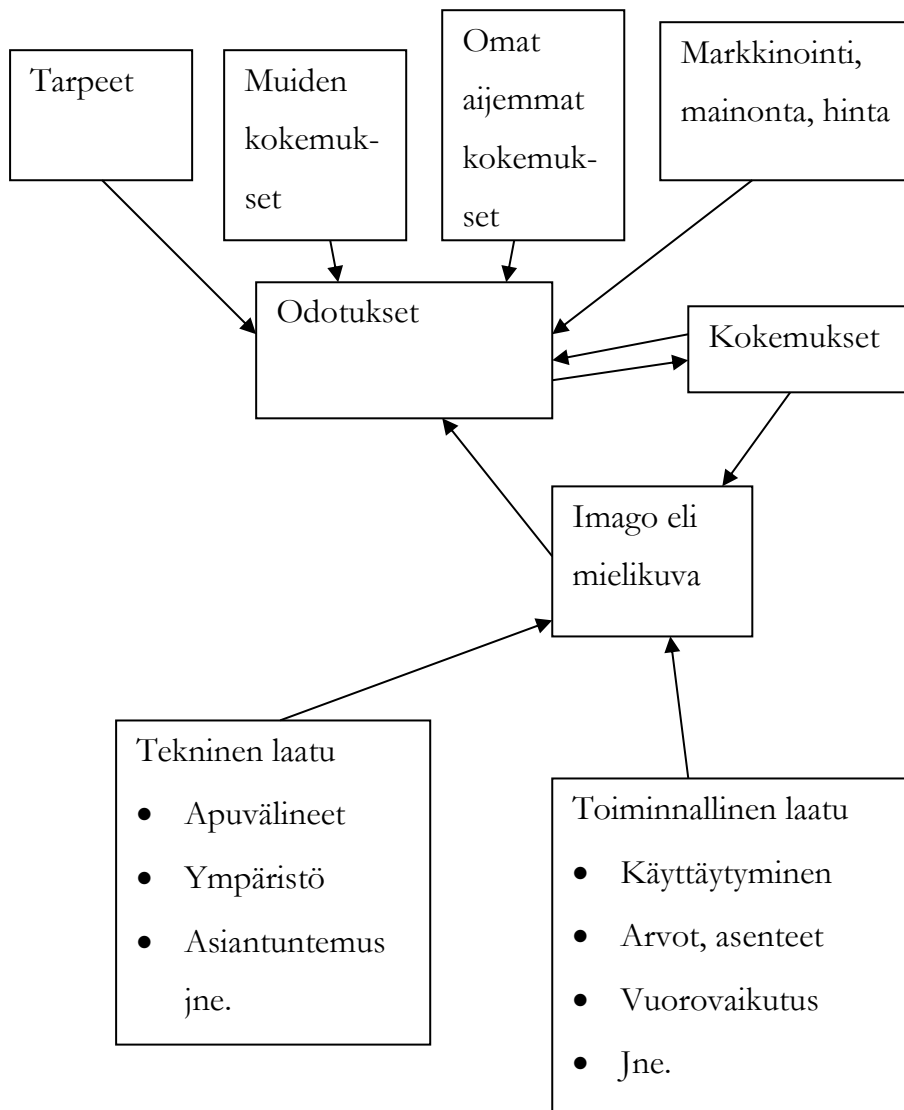 Tarpeet
Muiden
kokemuk-
set
Omat
aijemmat
kokemuk-
set
Markkinointi,
mainonta, hinta
Odotukset
Kokemukset
Imago eli
mielikuva
Tekninen laatu
• Apuvälineet
• Ympäristö
• Asiantuntemus
jne.
Toiminnallinen laatu
• Käyttäytyminen
• Arvot, asenteet
• Vuorovaikutus
• Jne.